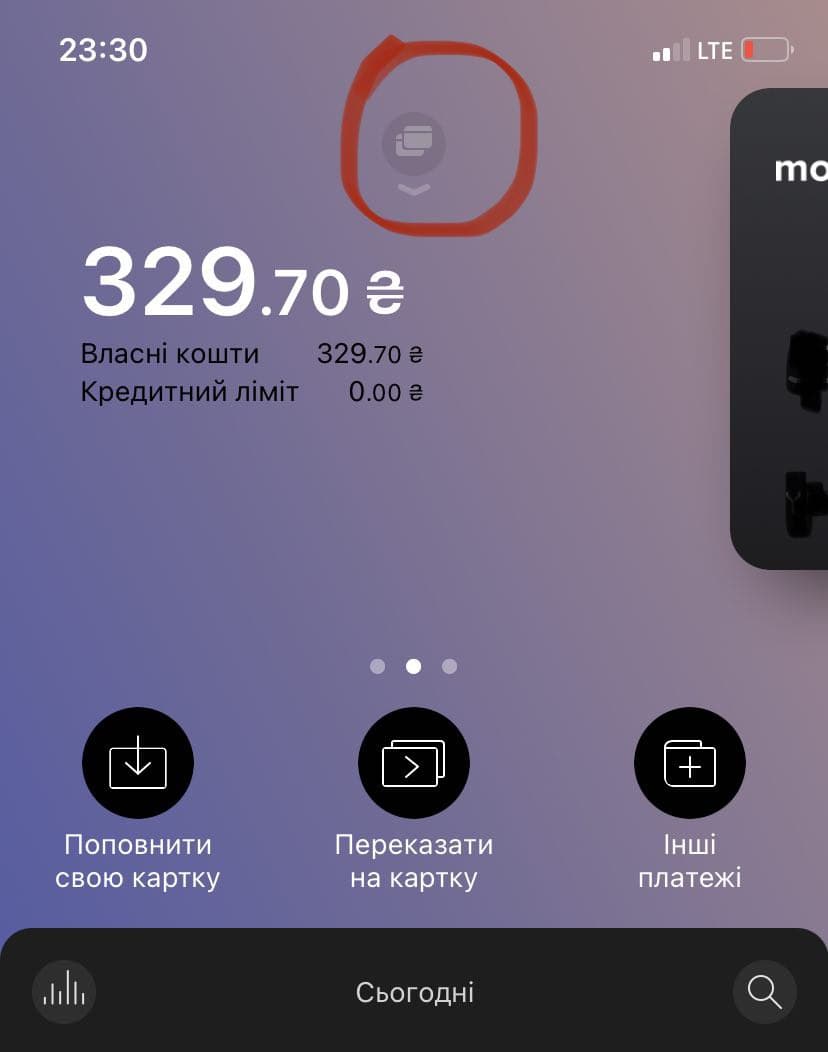 23:30
LTE
mo
329.70 ₴
Власні кошти 329.70 ₴
Кредитний ліміт 0.00 ₴
Поповнити
свою картку
Переказати
на картку
Інші
платежі
Сьогодні